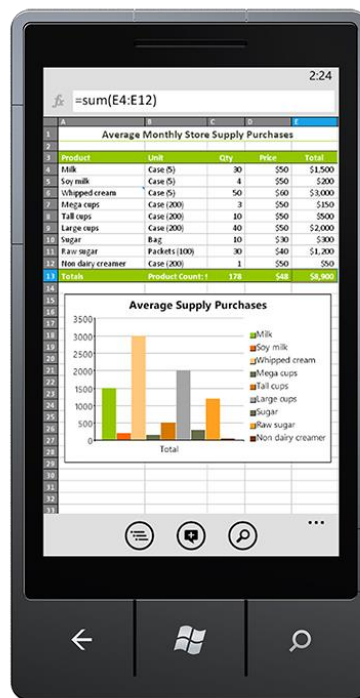 2:24
fx =sum(E4:E12)
A B C D E
1 Average Monthly Store Supply Purchases
2
3 Product Unit Qty Price Total
4 Milk Case (5) 30 $50 $1,500
5 Soy milk Case (5) 4 $50 $200
6 Whipped cream Case (5) 50 $60 $3,000
7 Mega cups Case (200) 3 $50 $150
8 Tall cups Case (200) 10 $50 $500
9 Large cups Case (200) 40 $50 $2,000
10 Sugar Bag 10 $30 $300
11 Raw sugar Packets (100) 30 $40 $1,200
12 Non dairy creamer Case (200) 1 $50 $50
13 Totals Product Count: 178 $48 $8,900
14
15
16
17
18
19
20
21
22
23
24
25
26
27
28
29
30
31
32
33
Average Supply Purchases
3500
3000
2500
2000
1500
1000
500
0
Total
Milk
Soy milk
Whipped cream
Mega cups
Tall cups
Large cups
Sugar
Raw sugar
Non dairy creamer